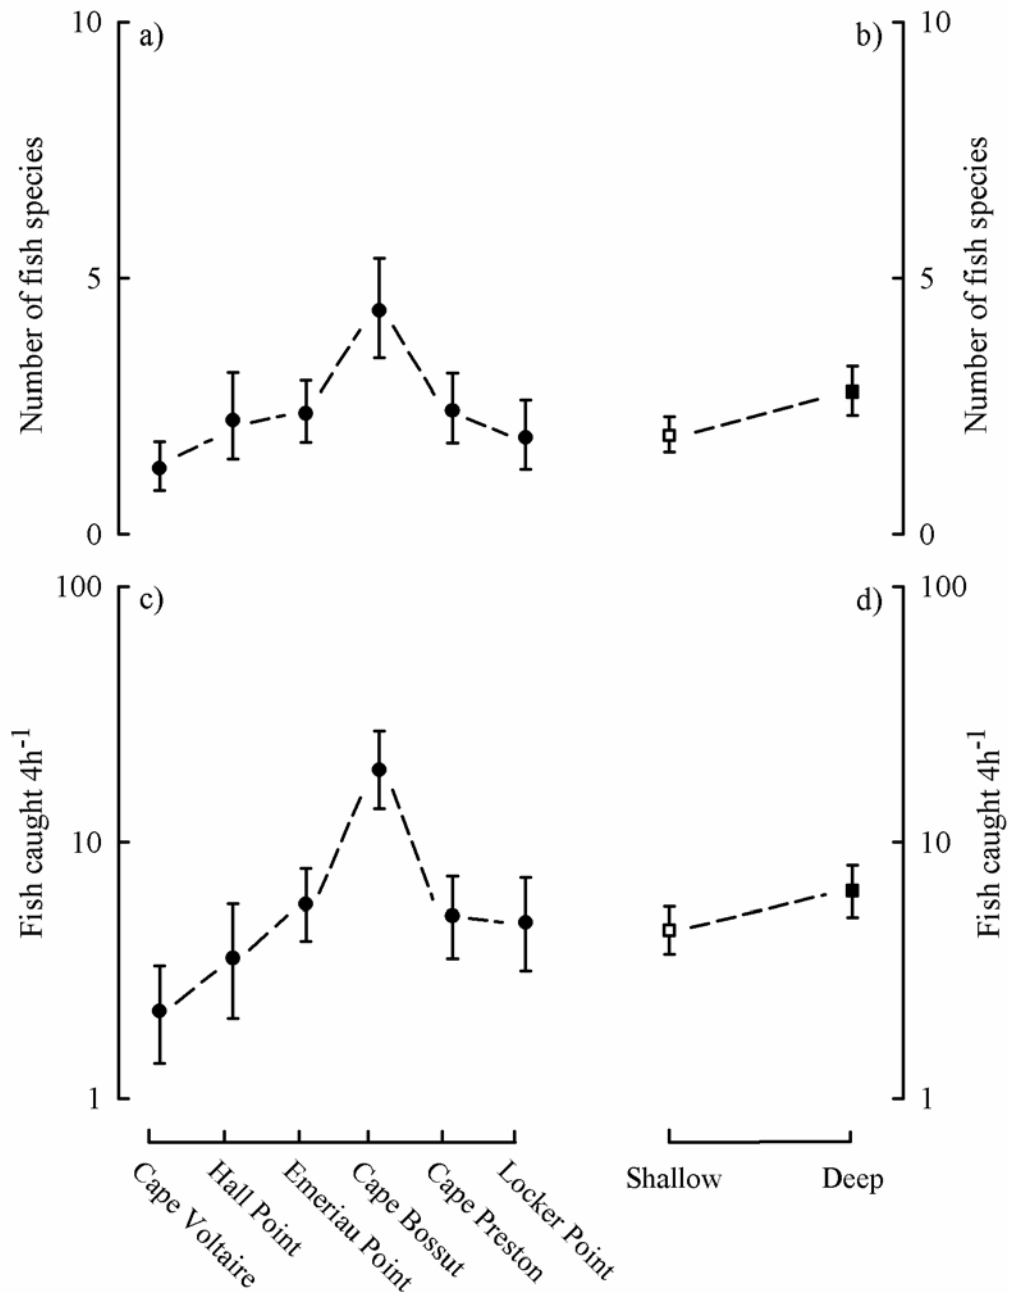 10
a)
b)
10
Number of fish species
5
5
Number of fish species
0
0
100
c)
d)
100
Fish caught 4h-1
10
10
Fish caught 4h-1
1
1
Cape Voltaire
Hall Point
Emeriau Point
Cape Bossut
Cape Preston
Locker Point
Shallow
Deep